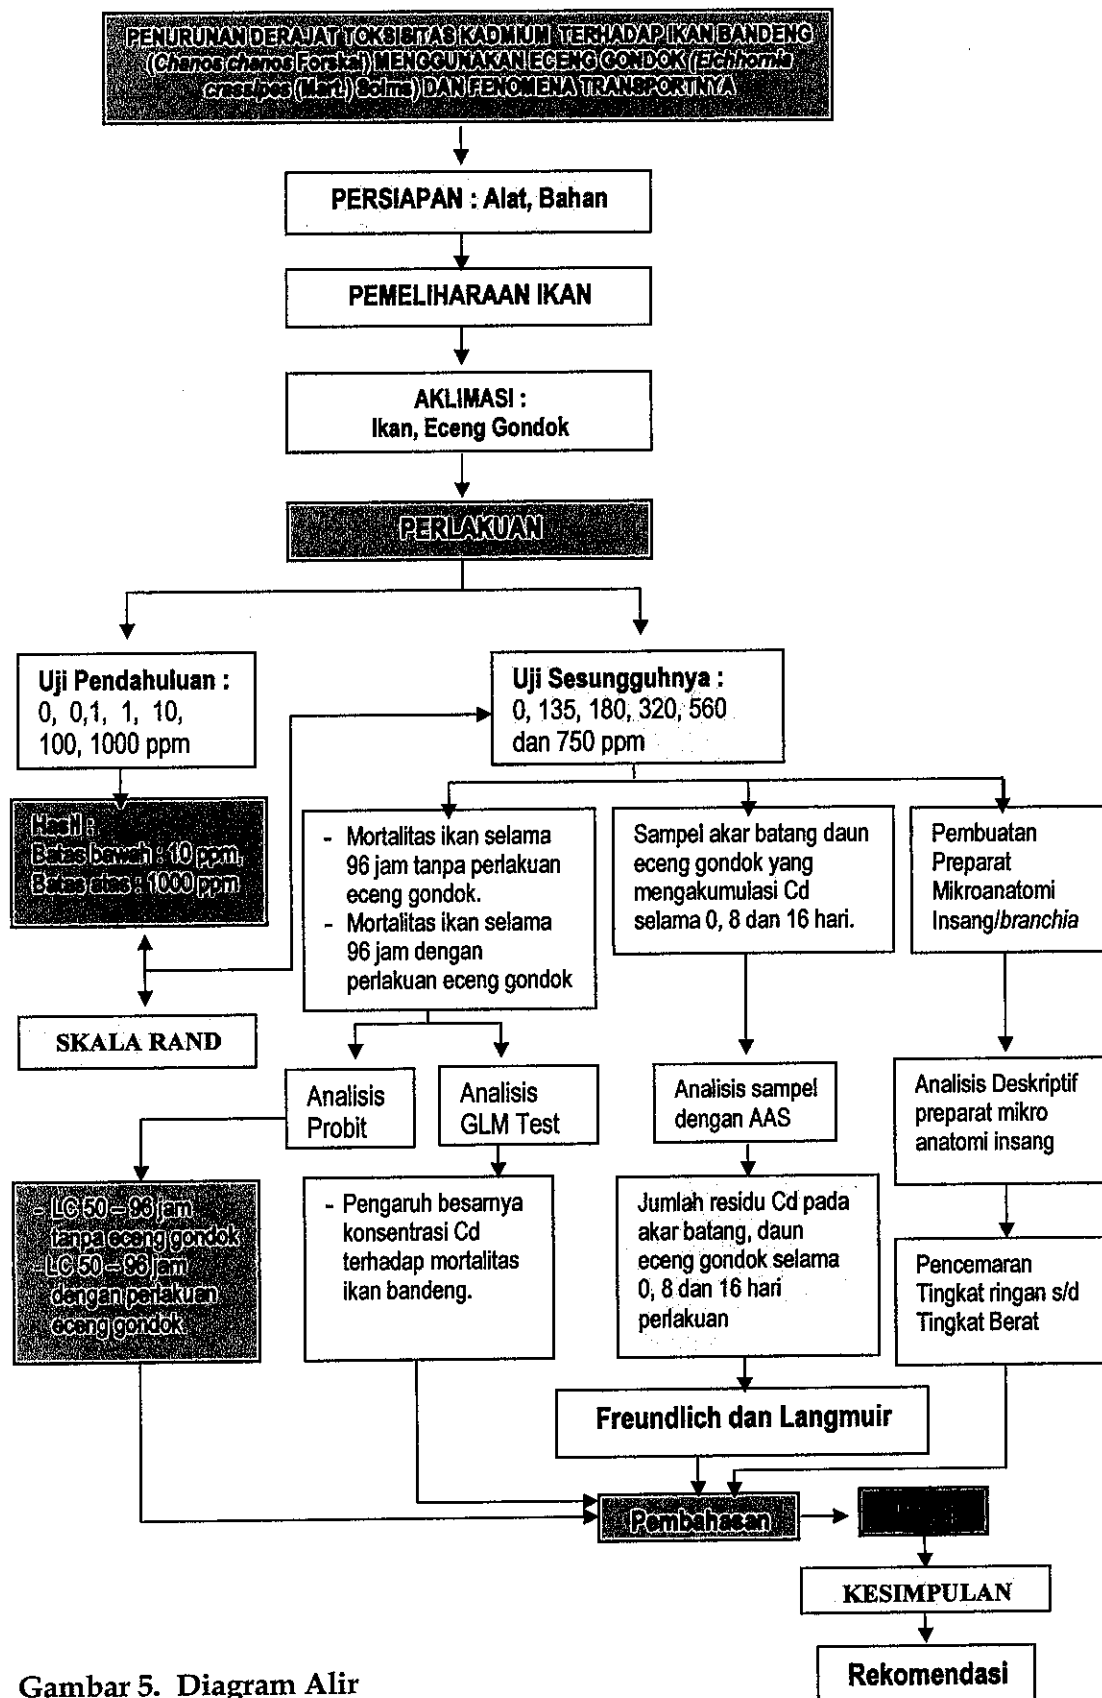 PENURUNAN DERAJAT TOKSISITAS KADMIUM TERHADAP IKAN BANDENG
(Chanos chanos Forskal) MENGGUNAKAN ECENG GONDOK (Eichhornia
crassipes (Mart.) Solms) DAN FENOMENA TRANSPORTNYA
PERSIAPAN : Alat, Bahan
PEMELIHARAAN IKAN
AKLIMASI :
Ikan, Eceng Gondok
PERLAKUAN
Uji Pendahuluan :
0, 0,1, 1, 10,
100, 1000 ppm
Uji Sesungguhnya :
0, 135, 180, 320, 560
dan 750 ppm
Hasil :
Batas bawah : 10 ppm,
Batas atas : 1000 ppm
SKALA RAND
- Mortalitas ikan selama
96 jam tanpa perlakuan
eceng gondok.
- Mortalitas ikan selama
96 jam dengan
perlakuan eceng gondok
Sampel akar batang daun
eceng gondok yang
mengakumulasi Cd
selama 0, 8 dan 16 hari.
Pembuatan
Preparat
Mikroanatomi
Insang/branchia
Analisis
Probit
Analisis
GLM Test
Analisis sampel
dengan AAS
Analisis Deskriptif
preparat mikro
anatomi insang
- LC 50 – 96 jam
tanpa eceng gondok
- LC 50 – 96 jam
dengan perlakuan
eceng gondok
- Pengaruh besarnya
konsentrasi Cd
terhadap mortalitas
ikan bandeng.
Jumlah residu Cd pada
akar batang, daun
eceng gondok selama
0, 8 dan 16 hari
perlakuan
Pencemaran
Tingkat ringan s/d
Tingkat Berat
Freundlich dan Langmuir
Pembahasan
KESIMPULAN
Rekomendasi
Gambar 5. Diagram Alir